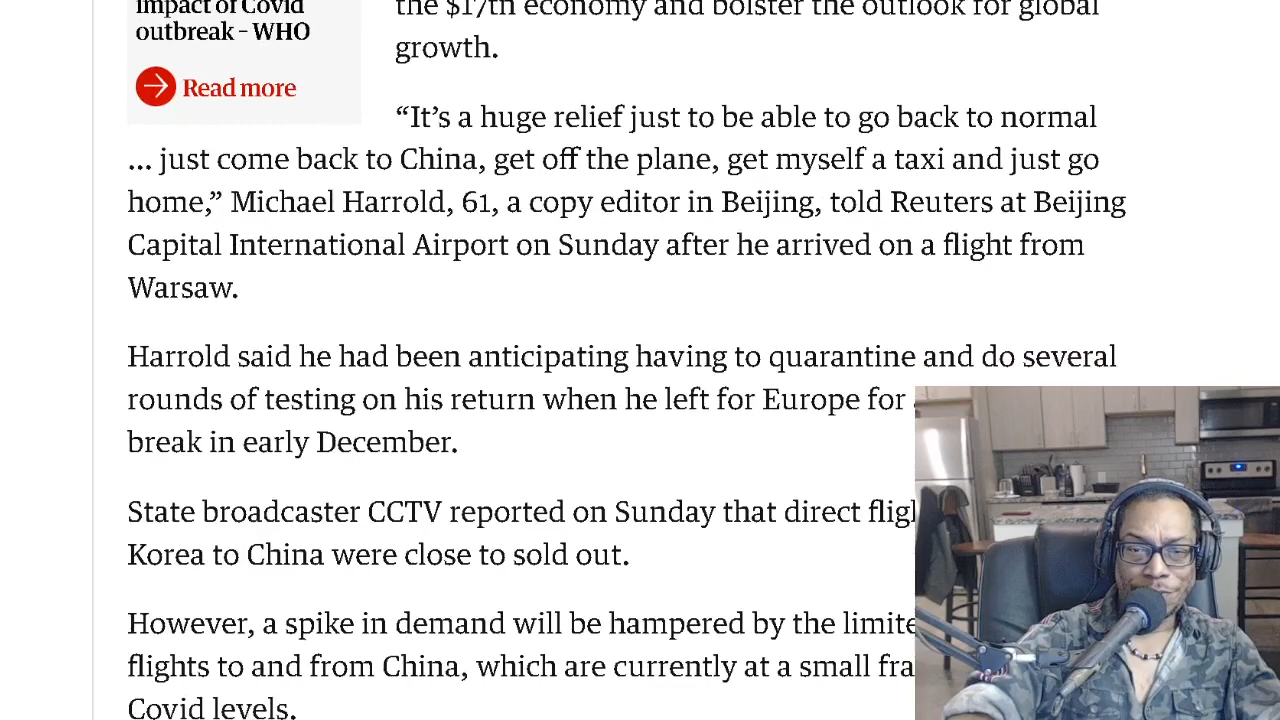 impact of Covid
outbreak – WHO
Read more
the $17tn economy and bolster the outlook for global
growth.
“It’s a huge relief just to be able to go back to normal
... just come back to China, get off the plane, get myself a taxi and just go
home,” Michael Harrold, 61, a copy editor in Beijing, told Reuters at Beijing
Capital International Airport on Sunday after he arrived on a flight from
Warsaw.
Harrold said he had been anticipating having to quarantine and do several
rounds of testing on his return when he left for Europe for
break in early December.
State broadcaster CCTV reported on Sunday that direct
Korea to China were close to sold out.
However, a spike in demand will be hampered by the
flights to and from China, which are currently at a small
Covid levels.